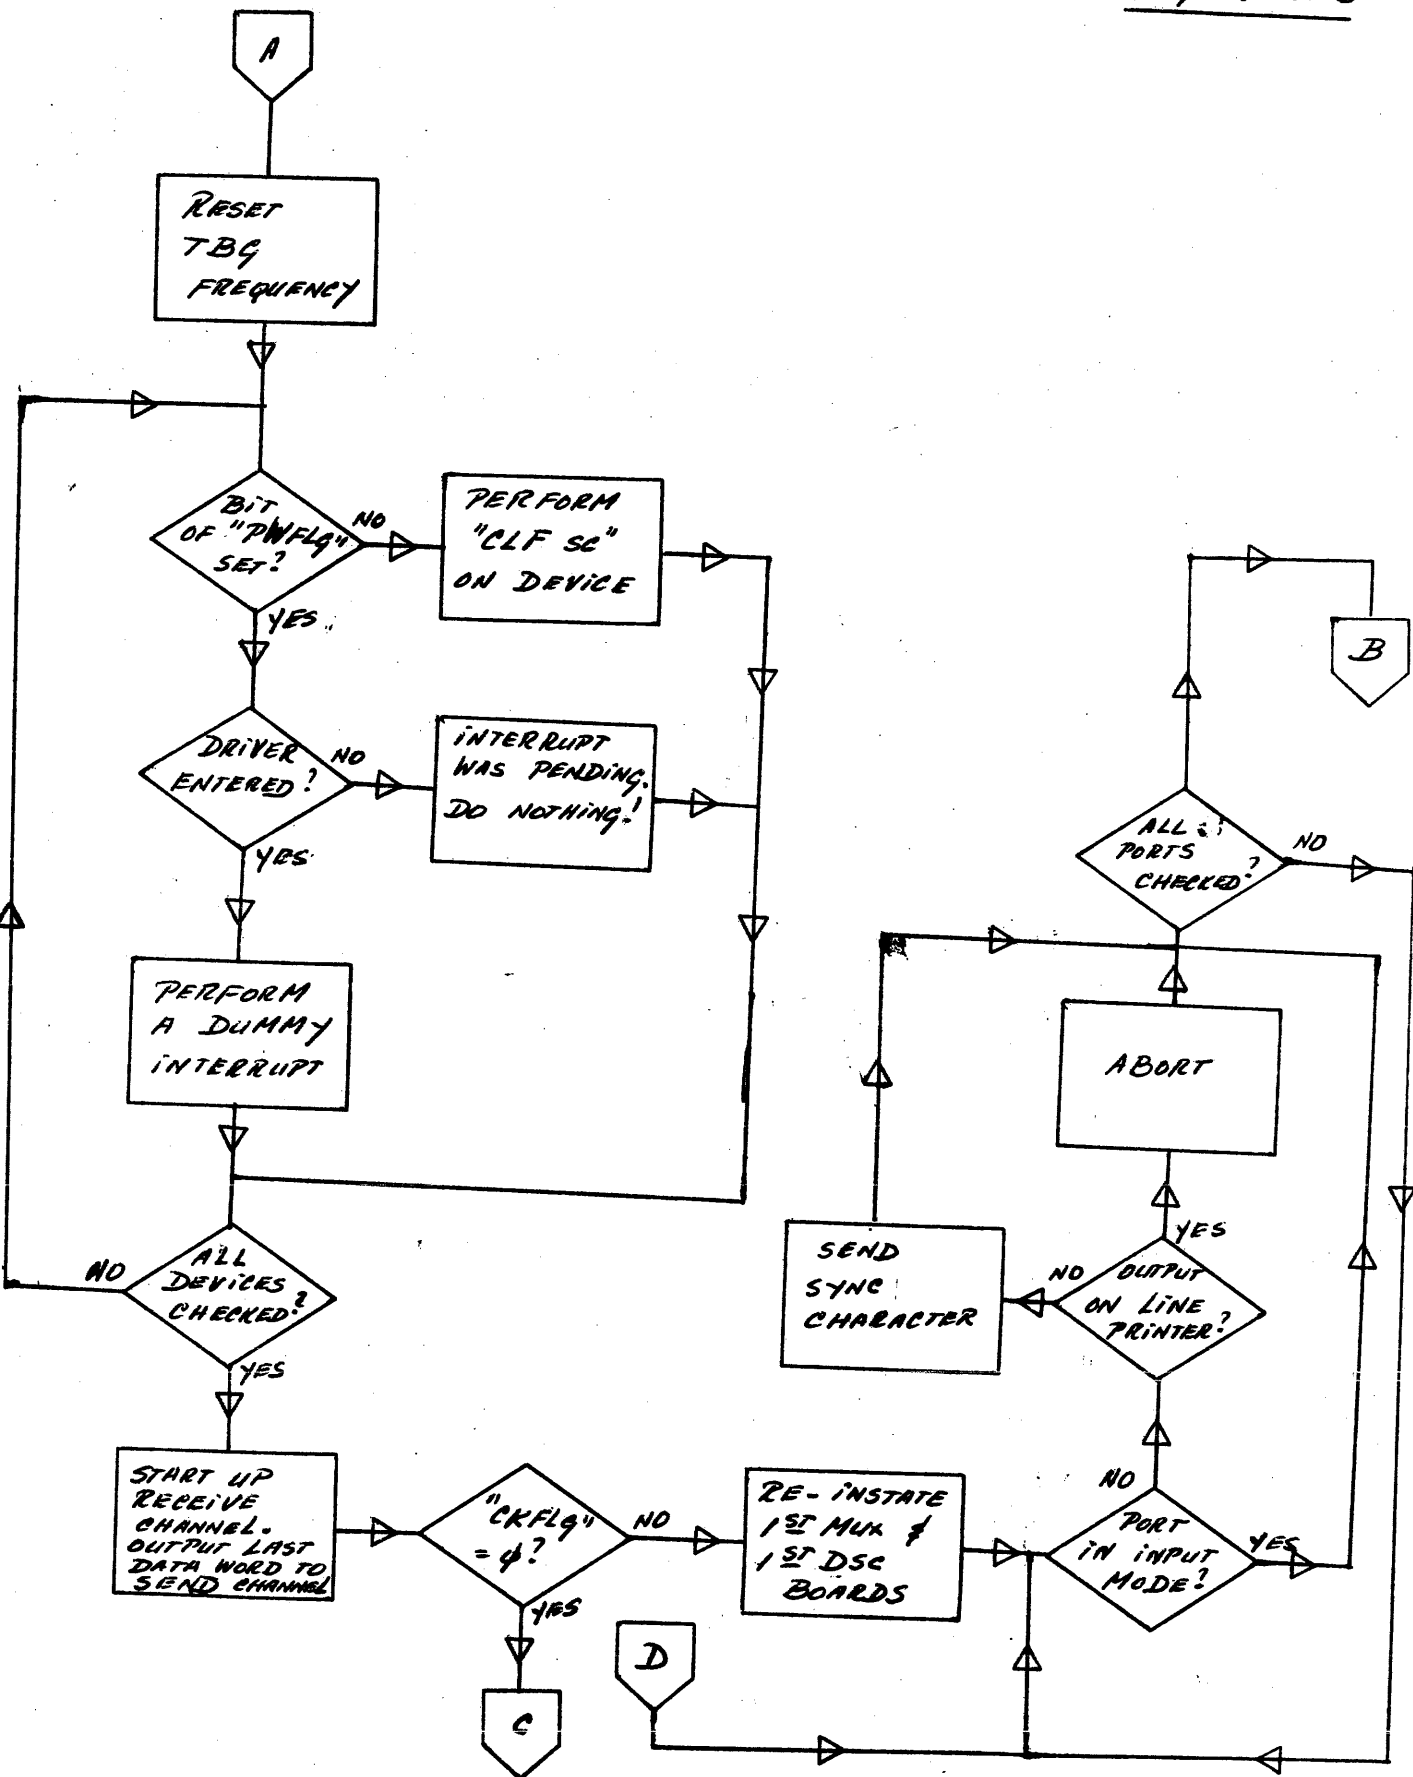 A
RESET
TBG
FREQUENCY
BIT
OF "PWFLG"
SET?
NO
YES
PERFORM
"CLF SC"
ON DEVICE
DRIVER
ENTERED?
NO
YES
INTERRUPT
WAS PENDING.
DO NOTHING!
PERFORM
A DUMMY
INTERRUPT
ALL
DEVICES
CHECKED?
NO
YES
START UP
RECEIVE
CHANNEL.
OUTPUT LAST
DATA WORD TO
SEND CHANNEL
"CKFLG"
= φ?
NO
YES
C
RE-INSTATE
1ST MUX &
1ST DSC
BOARDS
D
PORT
IN INPUT
MODE?
YES
NO
OUTPUT
ON LINE
PRINTER?
NO
YES
SEND
SYNC
CHARACTER
ABORT
ALL
PORTS
CHECKED?
NO
B